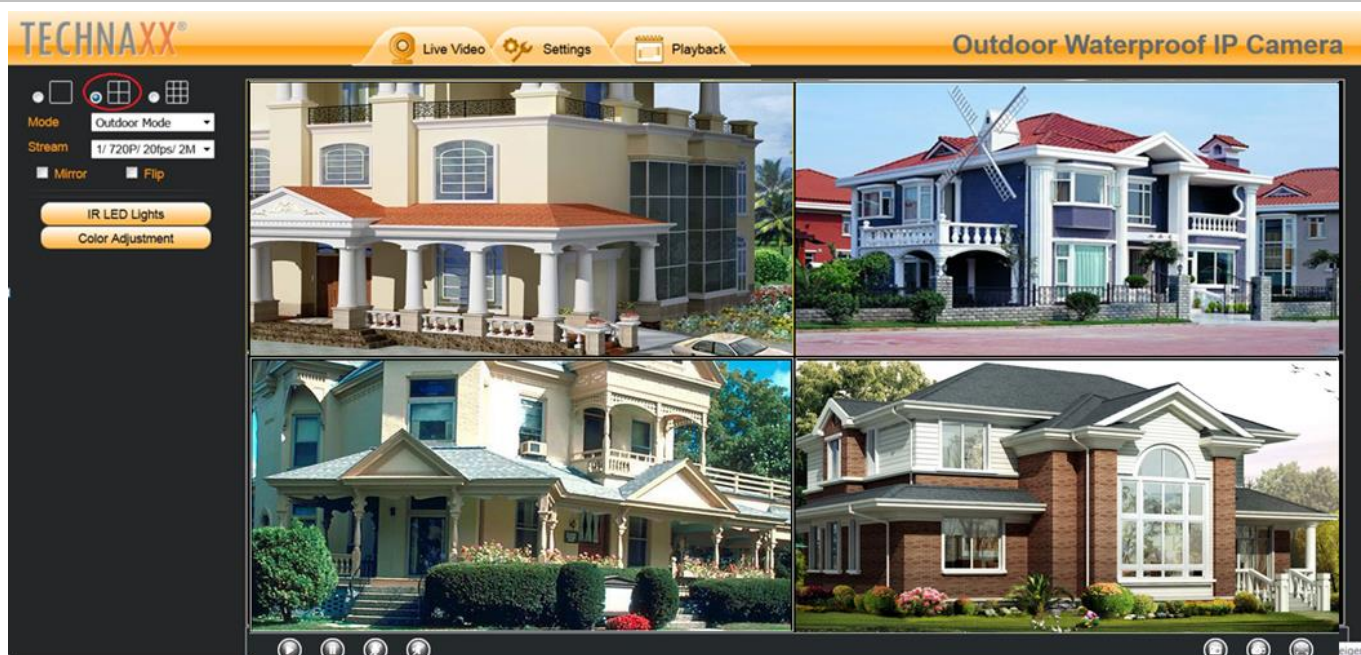 TECHNAXX®
Live Video
Settings
Playback
Outdoor Waterproof IP Camera
Mode
Outdoor Mode
Stream
1/ 720P/ 20fps/ 2M
Mirror
Flip
IR LED Lights
Color Adjustment